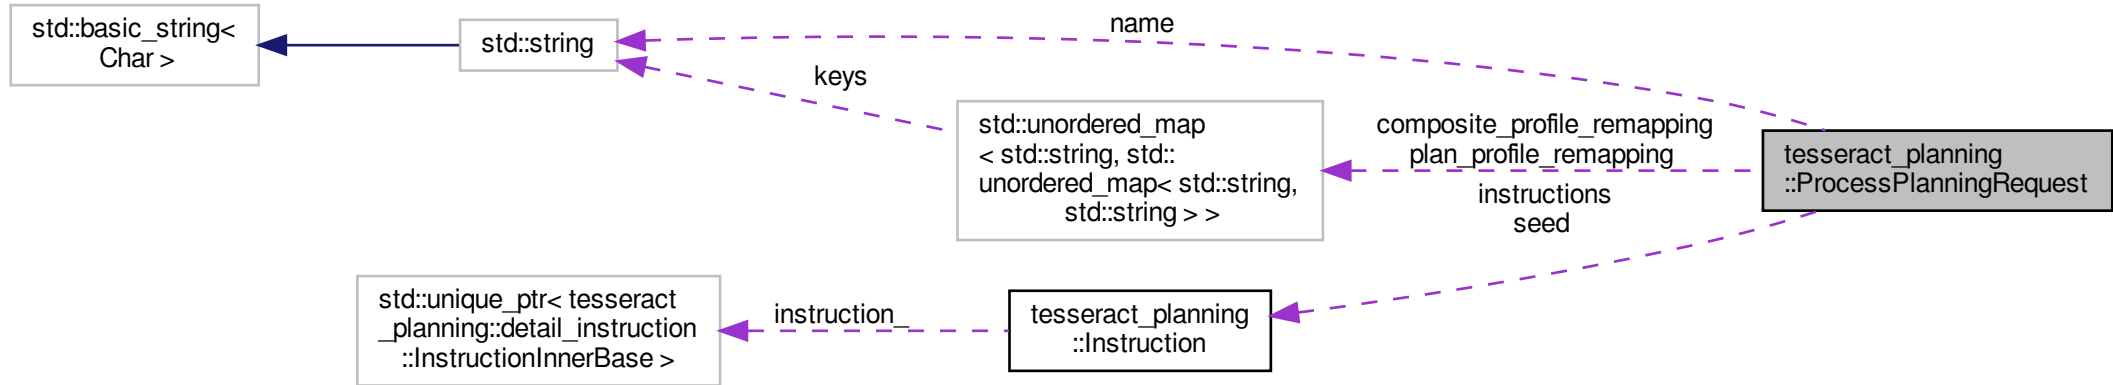 std::basic_string<
Char >
std::string
name
keys
std::unordered_map
< std::string, std::
unordered_map< std::string,
std::string > >
composite_profile_remapping
plan_profile_remapping
instructions
seed
tesseract_planning
::ProcessPlanningRequest
std::unique_ptr< tesseract
_planning::detail_instruction
::InstructionInnerBase >
instruction_
tesseract_planning
::Instruction